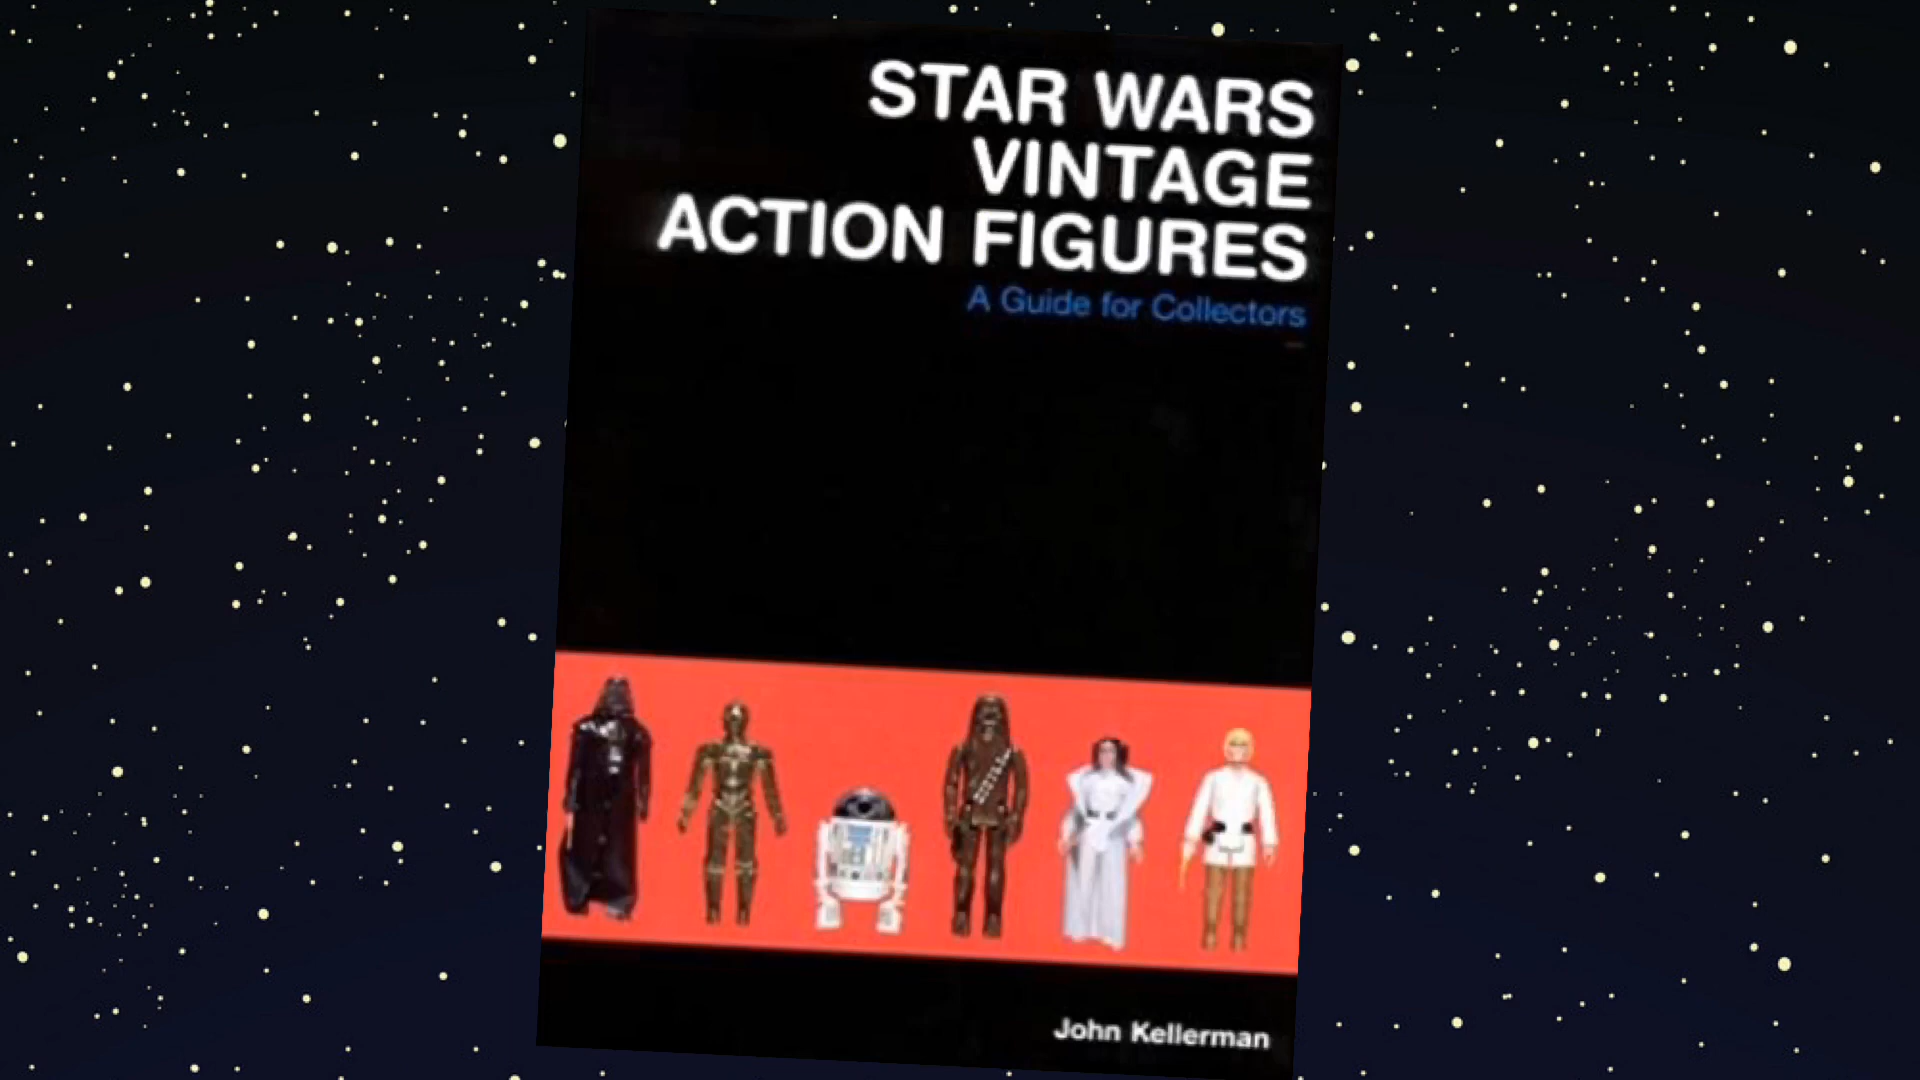 STAR WARS
VINTAGE
ACTION FIGURES
A Guide for Collectors
John Kellerman